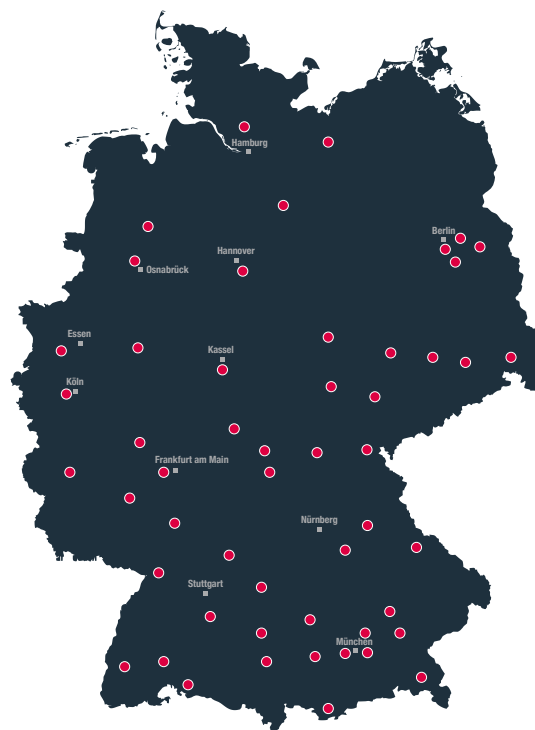 Hamburg
Berlin
Hannover
Osnabrück
Essen
Kassel
Köln
Frankfurt am Main
Nürnberg
Stuttgart
München